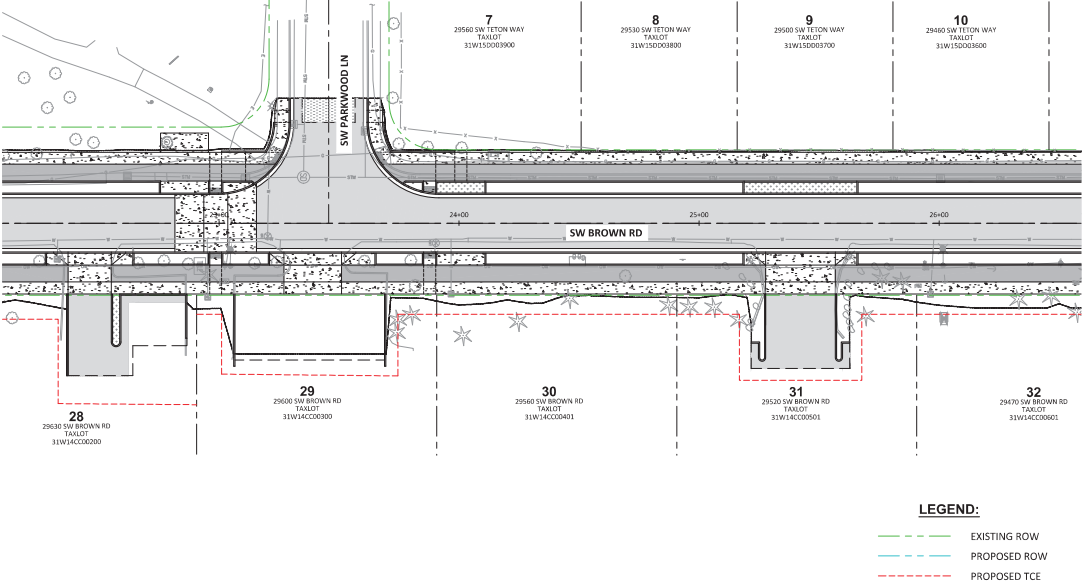 7
29560 SW TETON WAY
TAXLOT
31W15DD03900
8
29530 SW TETON WAY
TAXLOT
31W15DD03800
9
29500 SW TETON WAY
TAXLOT
31W15DD03700
10
29460 SW TETON WAY
TAXLOT
31W15DD03600
SW PARKWOOD LN
23+00
24+00
25+00
26+00
SW BROWN RD
28
29630 SW BROWN RD
TAXLOT
31W14CC00200
29
29600 SW BROWN RD
TAXLOT
31W14CC00300
30
29560 SW BROWN RD
TAXLOT
31W14CC00401
31
29520 SW BROWN RD
TAXLOT
31W14CC00501
32
29470 SW BROWN RD
TAXLOT
31W14CC00601
LEGEND:
EXISTING ROW
PROPOSED ROW
PROPOSED TCE